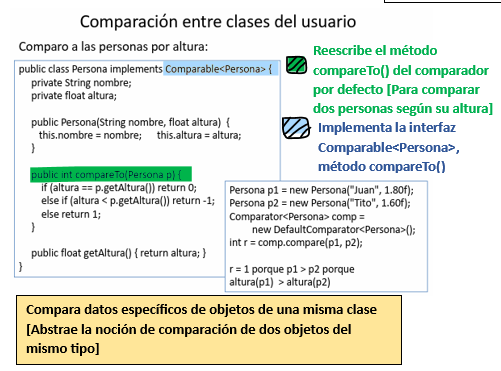 Comparación entre clases del usuario
Comparo a las personas por altura:
public class Persona implements Comparable<Persona> {
private String nombre;
private float altura;
public Persona(String nombre, float altura) {
this.nombre = nombre; this.altura = altura;
}
public int compareTo(Persona p) {
if (altura == p.getAltura()) return 0;
else if (altura < p.getAltura()) return -1;
else return 1;
}
public float getAltura() { return altura; }
}
Persona p1 = new Persona("Juan", 1.80f);
Persona p2 = new Persona("Tito", 1.60f);
Comparator<Persona> comp =
new DefaultComparator<Persona>();
int r = comp.compare(p1, p2);
r = 1 porque p1 > p2 porque
altura(p1) > altura(p2)
Reescribe el método
compareTo() del comparador
por defecto [Para comparar
dos personas según su altura]
Implementa la interfaz
Comparable<Persona>,
método compareTo()
Compara datos específicos de objetos de una misma clase
[Abstrae la noción de comparación de dos objetos del
mismo tipo]